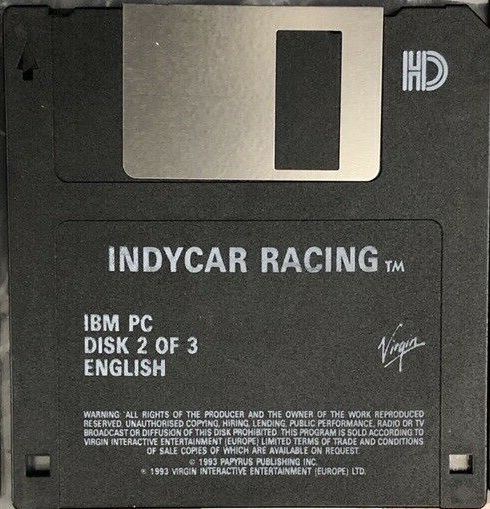 HD
INDYCAR RACING TM
IBM PC
DISK 2 OF 3
ENGLISH
Virgin
WARNING: ALL RIGHTS OF THE PRODUCER AND THE OWNER OF THE WORK REPRODUCED
RESERVED. UNAUTHORISED COPYING, HIRING, LENDING, PUBLIC PERFORMANCE, RADIO OR TV
BROADCAST OR DIFFUSION OF THIS DISK PROHIBITED. THIS PROGRAM IS SOLD ACCORDING TO
VIRGIN INTERACTIVE ENTERTAINMENT (EUROPE) LIMITED TERMS OF TRADE AND CONDITIONS
OF SALE COPIES OF WHICH ARE AVAILABLE ON REQUEST.
© 1993 PAPYRUS PUBLISHING INC.
© 1993 VIRGIN INTERACTIVE ENTERTAINMENT (EUROPE) LTD.